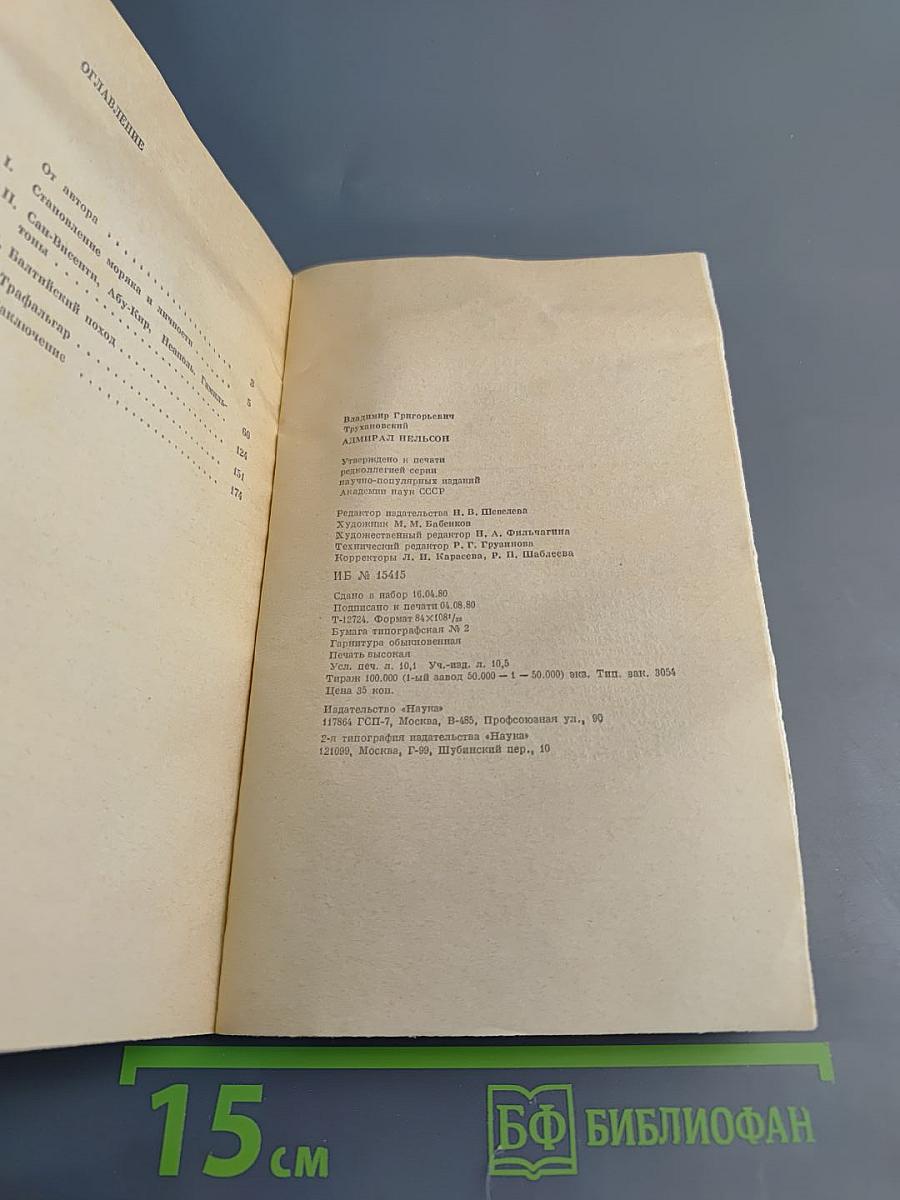 ОГЛАВЛЕНИЕ
От автора . . . . . . . . . . 3
I. Становление моряка и личности . . . . 5
II. Сан-Висенти, Абу-Кир, Неаполь, Гамиль-
тоны . . . . . . . . . . 60
Балтийский поход . . . . . . . . . . 124
Трафальгар . . . . . . . . . . 151
аключение . . . . . . . . . . 174
Владимир Григорьевич
Трухановский
АДМИРАЛ НЕЛЬСОН
Утверждено к печати
редколлегией серии
научно-популярных изданий
Академии наук СССР
Редактор издательства Н. В. Шевелева
Художник М. М. Бабенков
Художественный редактор Н. А. Фильчагина
Технический редактор Р. Г. Грузинова
Корректоры Л. И. Карасева, Р. П. Шаблеева
ИБ № 15415
Сдано в набор 16.04.80
Подписано к печати 04.08.80
Т-12724. Формат 84×108¹/₃₂
Бумага типографская № 2
Гарнитура обыкновенная
Печать высокая
Усл. печ. л. 10,1 Уч.-изд. л. 10,5
Тираж 100.000 (1-ый завод 50.000 — 1 — 50.000) экз. Тип. зак. 3054
Цена 35 коп.
Издательство «Наука»
117864 ГСП-7, Москва, В-485, Профсоюзная ул., 90
2-я типография издательства «Наука»
121099, Москва, Г-99, Шубинский пер., 10
15 см
БФ БИБЛИОФАН